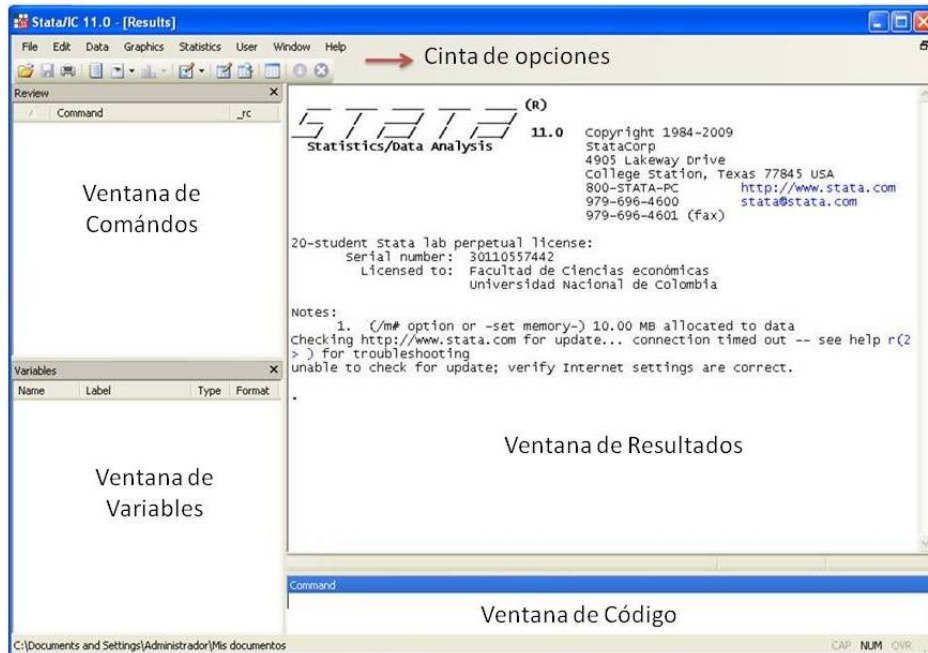 Stata/IC 11.0 - [Results]
File Edit Data Graphics Statistics User Window Help
Cinta de opciones
Review
Command _rc
Ventana de
Comándos
Variables
Name Label Type Format
Ventana de
Variables
STATA (R)
Statistics/Data Analysis 11.0 Copyright 1984-2009
StataCorp
4905 Lakeway Drive
College Station, Texas 77845 USA
800-STATA-PC http://www.stata.com
979-696-4600 stata@stata.com
979-696-4601 (fax)
20-student Stata lab perpetual license:
Serial number: 30110557442
Licensed to: Facultad de Ciencias económicas
Universidad Nacional de Colombia
Notes:
1. (/m# option or -set memory-) 10.00 MB allocated to data
Checking http://www.stata.com for update... connection timed out -- see help r(2
> ) for troubleshooting
unable to check for update; verify Internet settings are correct.
.
Ventana de Resultados
Command
Ventana de Código
C:\Documents and Settings\Administrador\Mis documentos CAP NUM OVR